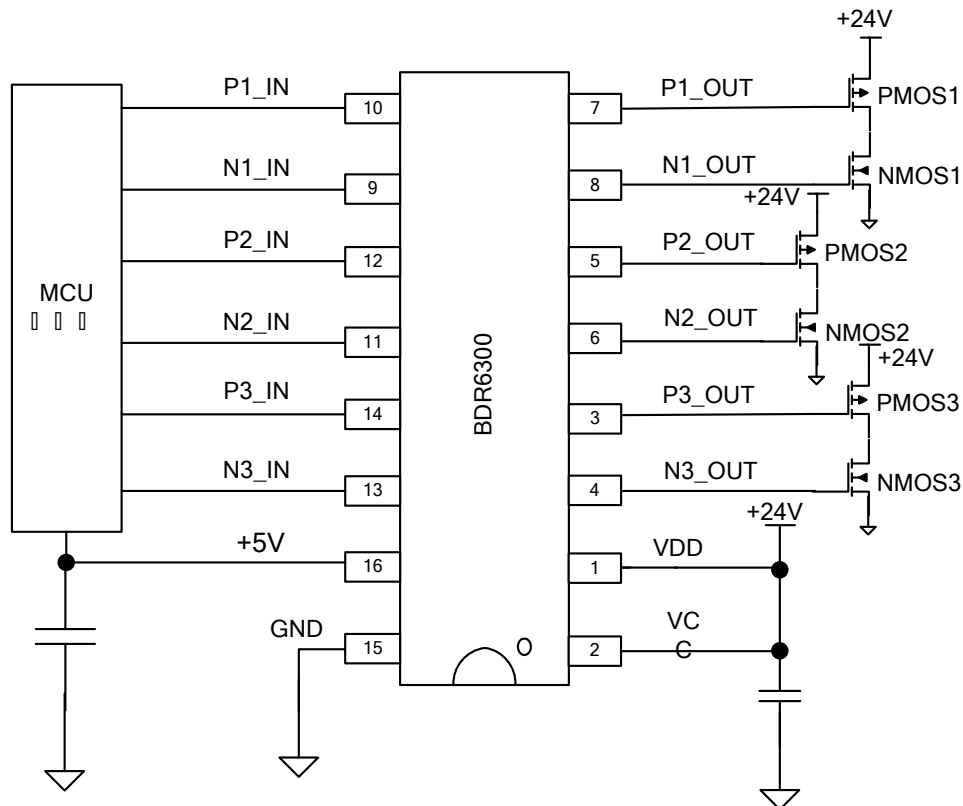 +24V
P1_IN
10
7
P1_OUT
PMOS1
N1_IN
9
8
N1_OUT
NMOS1
+24V
P2_IN
12
5
P2_OUT
PMOS2
MCU
N2_IN
11
6
N2_OUT
NMOS2
+24V
BDR6300
P3_IN
14
3
P3_OUT
PMOS3
N3_IN
13
4
N3_OUT
NMOS3
+24V
+5V
16
1
VDD
GND
15
2
VC
C